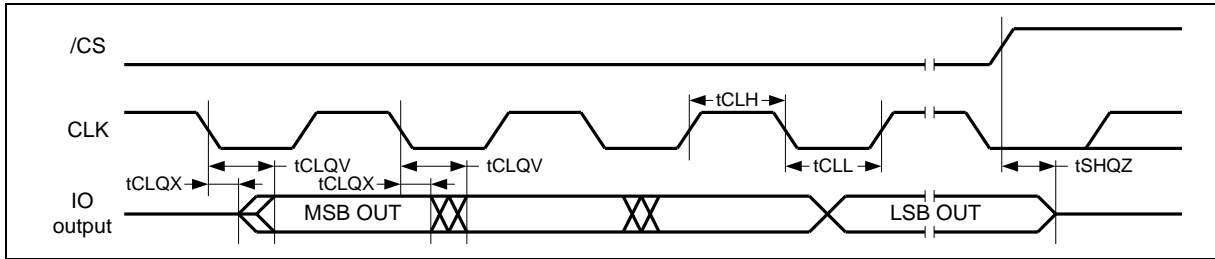 /CS
CLK
tCLH
tCLQV
tCLQV
tCLL
tSHQZ
tCLQX
tCLQX
IO
output
MSB OUT
LSB OUT